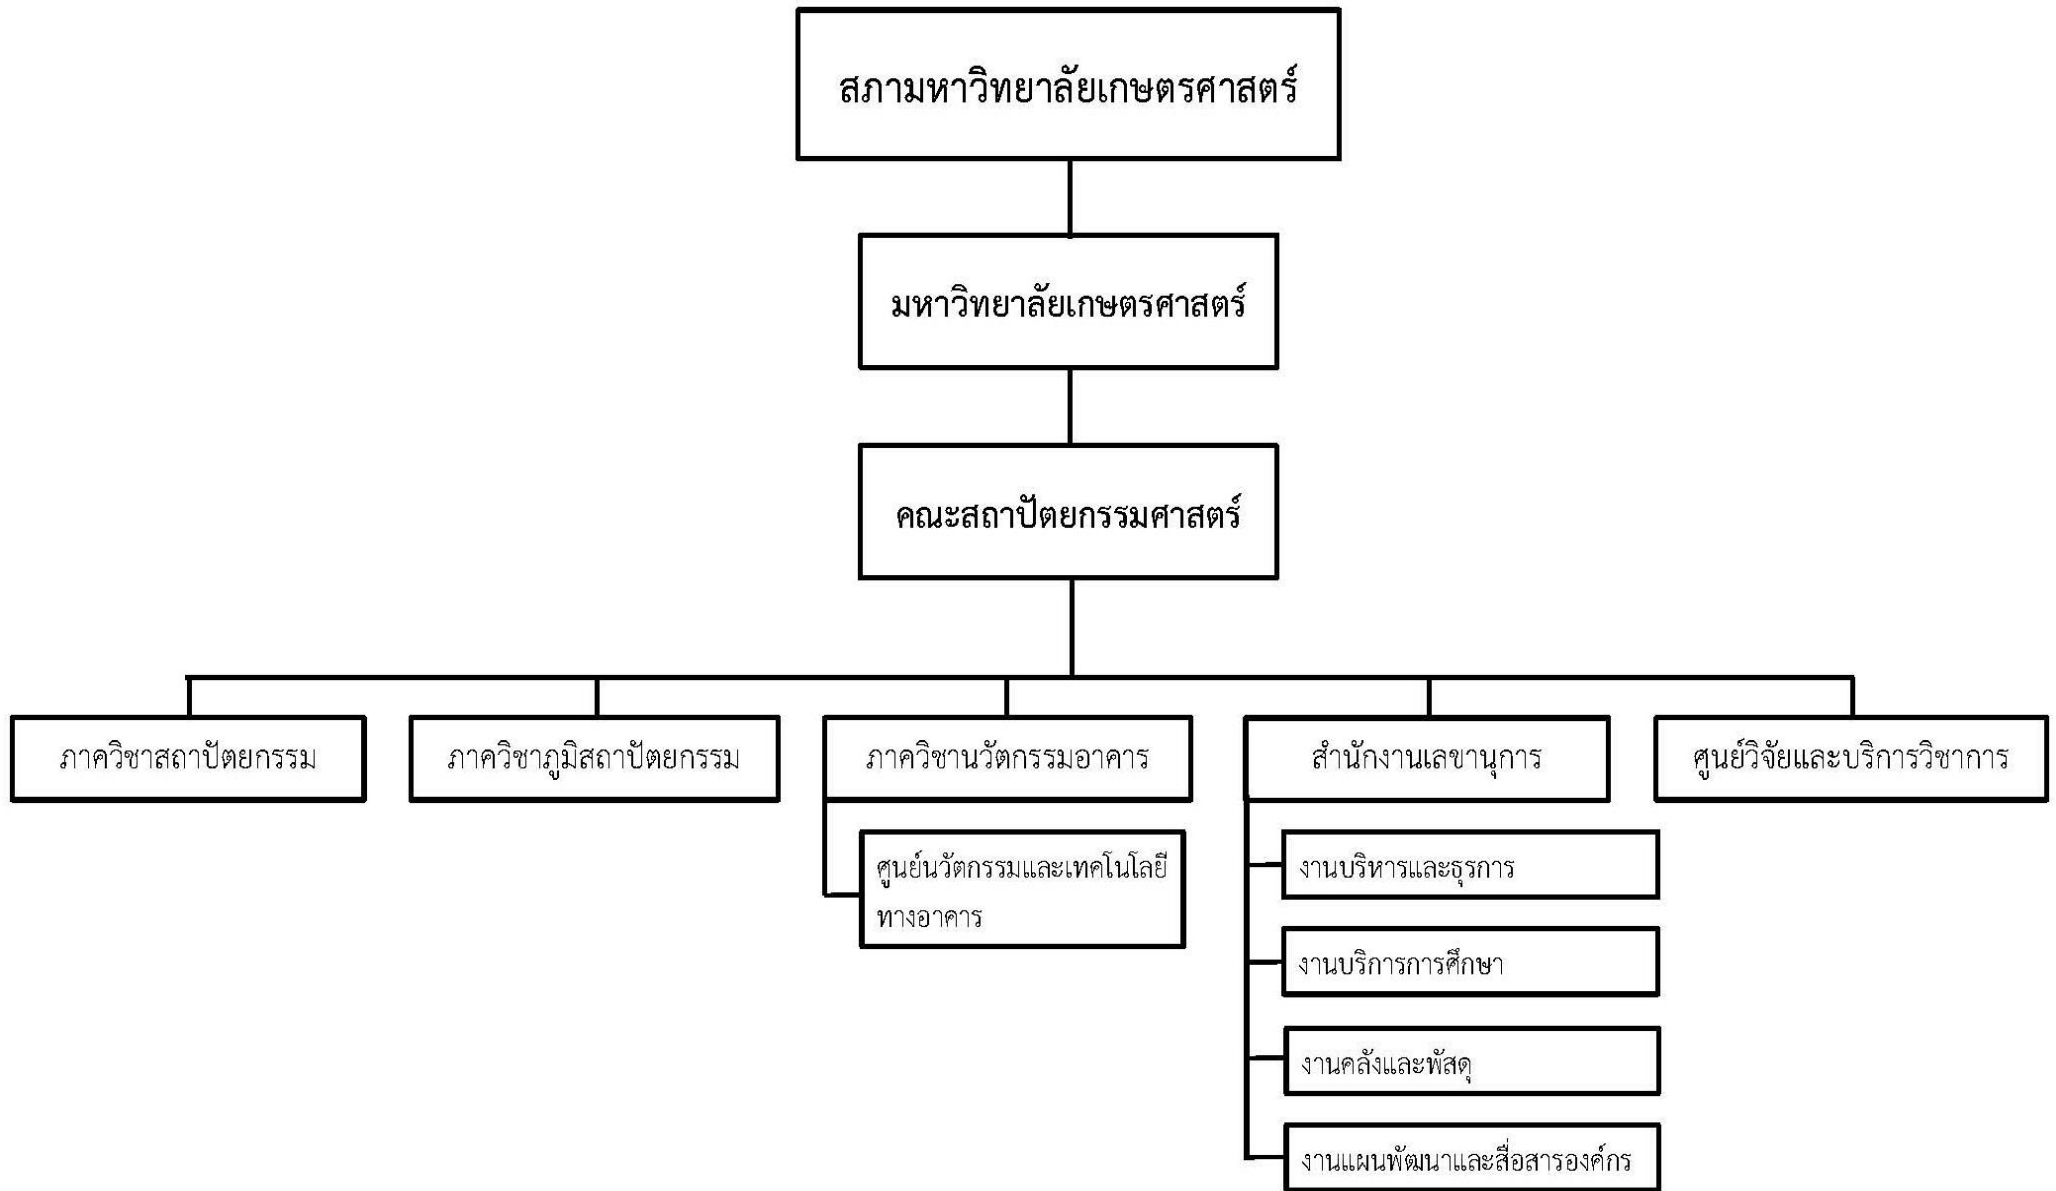 สภามหาวิทยาลัยเกษตรศาสตร์
มหาวิทยาลัยเกษตรศาสตร์
คณะสถาปัตยกรรมศาสตร์
ภาควิชาสถาปัตยกรรม
ภาควิชาภูมิสถาปัตยกรรม
ภาควิชานวัตกรรมอาคาร
ศูนย์นวัตกรรมและเทคโนโลยี
ทางอาคาร
สำนักงานเลขานุการ
งานบริหารและธุรการ
งานบริการการศึกษา
งานคลังและพัสดุ
งานแผนพัฒนาและสื่อสารองค์กร
ศูนย์วิจัยและบริการวิชาการ